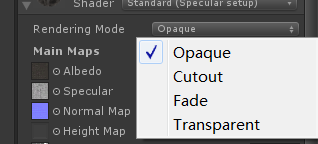 Shader
Standard (Specular setup)
Rendering Mode
Opaque
Main Maps
Opaque
Albedo
Cutout
Specular
Fade
Normal Map
Transparent
Height Map